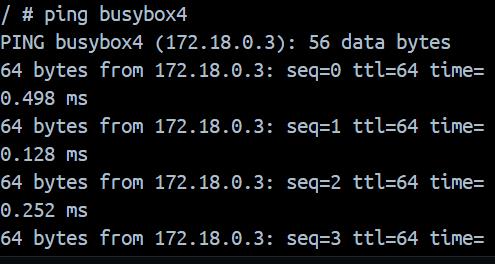 / # ping busybox4
PING busybox4 (172.18.0.3): 56 data bytes
64 bytes from 172.18.0.3: seq=0 ttl=64 time=
0.498 ms
64 bytes from 172.18.0.3: seq=1 ttl=64 time=
0.128 ms
64 bytes from 172.18.0.3: seq=2 ttl=64 time=
0.252 ms
64 bytes from 172.18.0.3: seq=3 ttl=64 time=